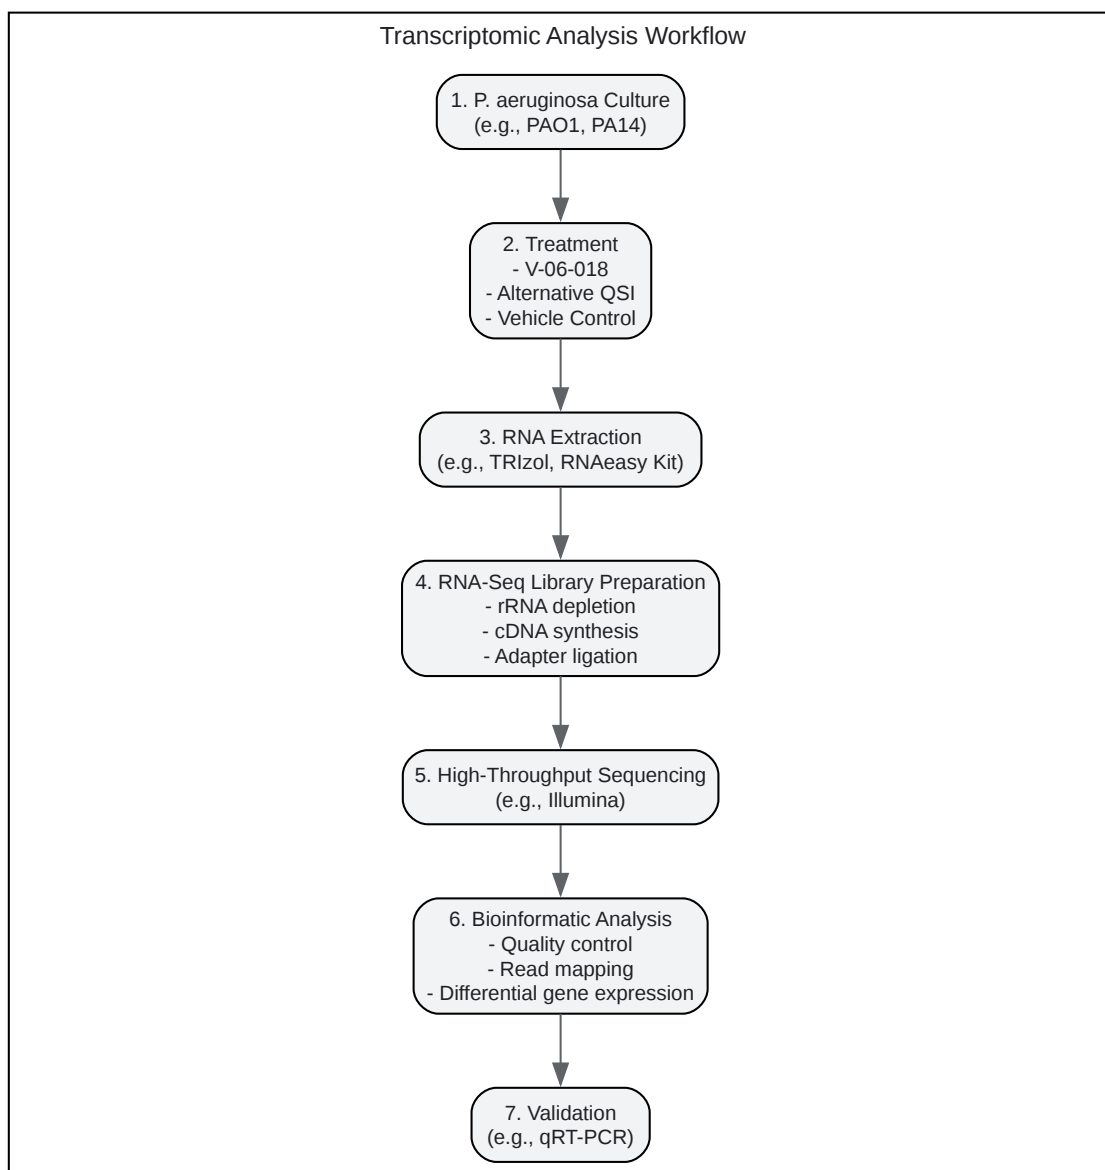 Transcriptomic Analysis Workflow
1. P. aeruginosa Culture
(e.g., PAO1, PA14)
2. Treatment
- V-06-018
- Alternative QSI
- Vehicle Control
3. RNA Extraction
(e.g., TRIzol, RNAeasy Kit)
4. RNA-Seq Library Preparation
- rRNA depletion
- cDNA synthesis
- Adapter ligation
5. High-Throughput Sequencing
(e.g., Illumina)
6. Bioinformatic Analysis
- Quality control
- Read mapping
- Differential gene expression
7. Validation
(e.g., qRT-PCR)